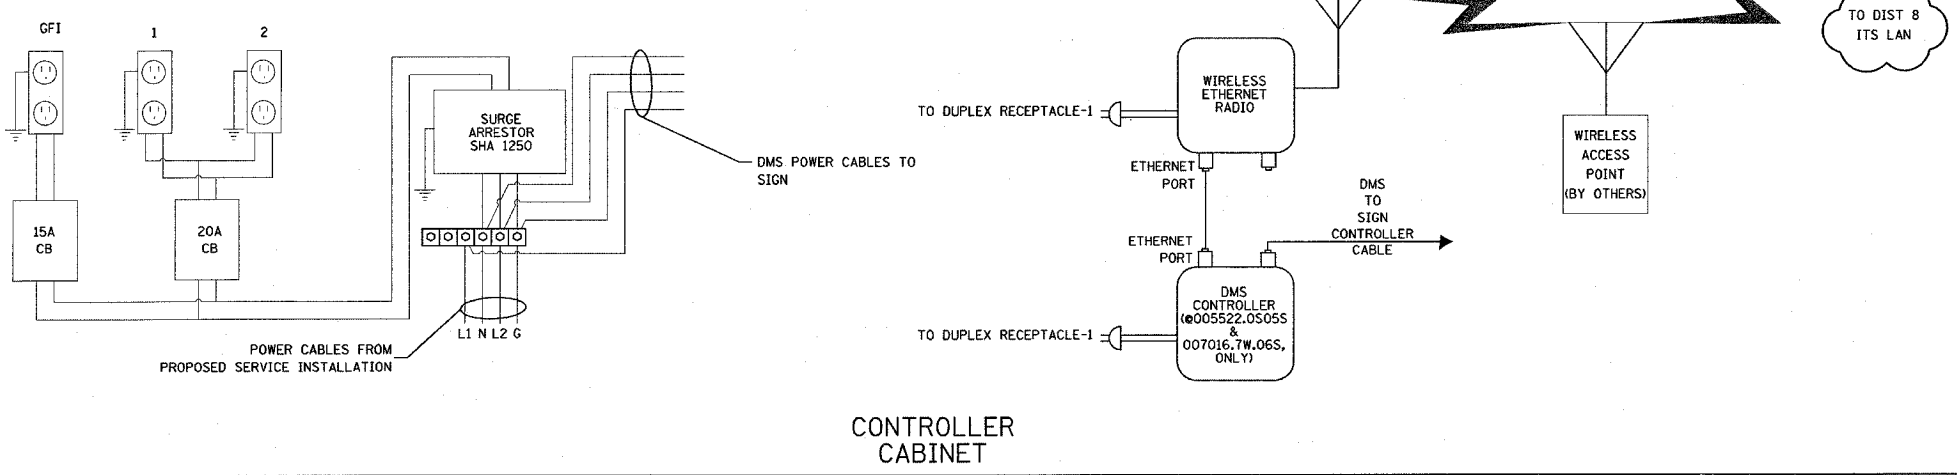 GFI
1
2
15A
CB
20A
CB
SURGE
ARRESTOR
SHA 1250
DMS POWER CABLES TO
SIGN
L1 N L2 G
POWER CABLES FROM
PROPOSED SERVICE INSTALLATION
TO DUPLEX RECEPTACLE-1
WIRELESS
ETHERNET
RADIO
ETHERNET
PORT
ETHERNET
PORT
DMS
TO
SIGN
CONTROLLER
CABLE
TO DUPLEX RECEPTACLE-1
DMS
CONTROLLER
(@005522.0S05S
&
007016.7W.06S,
ONLY)
WIRELESS
ACCESS
POINT
(BY OTHERS)
TO DIST 8
ITS LAN
CONTROLLER
CABINET